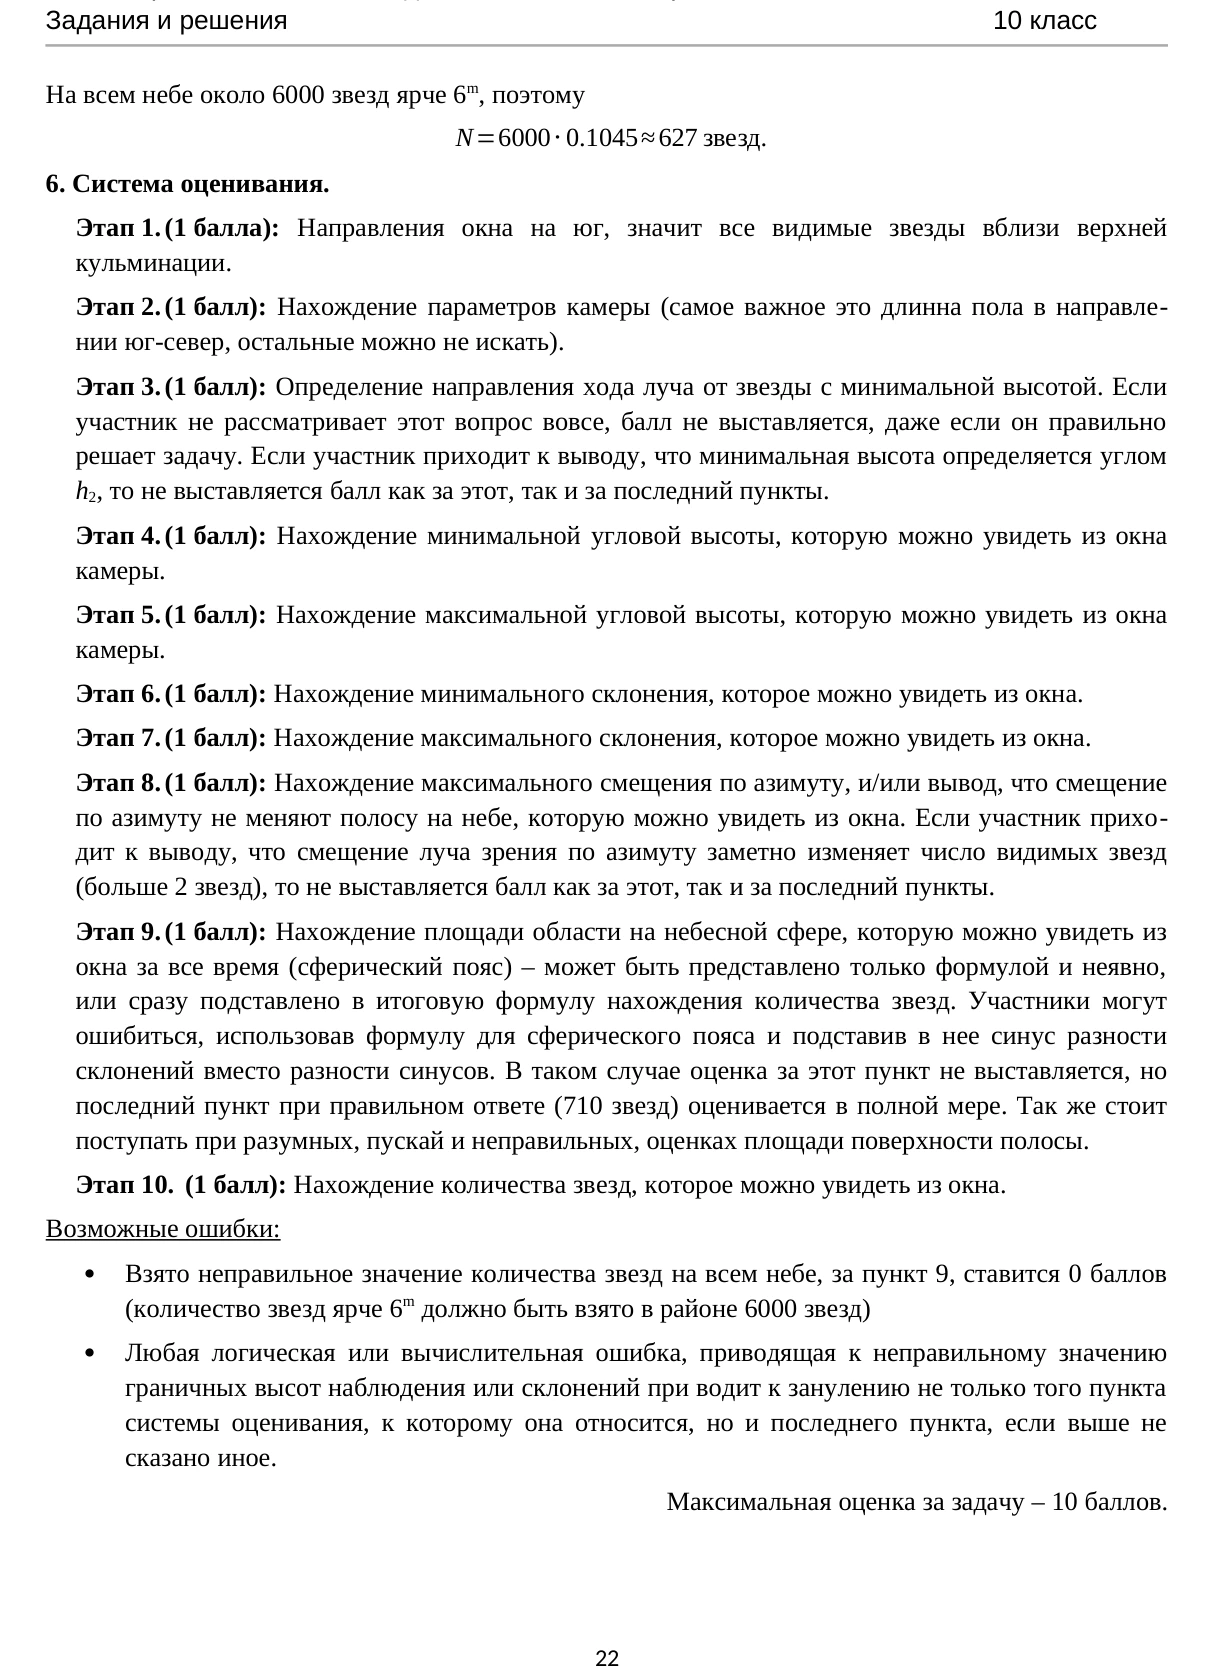 Задания и решения 10 класс
На всем небе около 6000 звезд ярче 6ᵐ, поэтому
N=6000·0.1045≈627 звезд.
6. Система оценивания.
Этап 1. (1 балла): Направления окна на юг, значит все видимые звезды вблизи верхней
кульминации.
Этап 2. (1 балл): Нахождение параметров камеры (самое важное это длинна пола в направле-
нии юг-север, остальные можно не искать).
Этап 3. (1 балл): Определение направления хода луча от звезды с минимальной высотой. Если
участник не рассматривает этот вопрос вовсе, балл не выставляется, даже если он правильно
решает задачу. Если участник приходит к выводу, что минимальная высота определяется углом
h₂, то не выставляется балл как за этот, так и за последний пункты.
Этап 4. (1 балл): Нахождение минимальной угловой высоты, которую можно увидеть из окна
камеры.
Этап 5. (1 балл): Нахождение максимальной угловой высоты, которую можно увидеть из окна
камеры.
Этап 6. (1 балл): Нахождение минимального склонения, которое можно увидеть из окна.
Этап 7. (1 балл): Нахождение максимального склонения, которое можно увидеть из окна.
Этап 8. (1 балл): Нахождение максимального смещения по азимуту, и/или вывод, что смещение
по азимуту не меняют полосу на небе, которую можно увидеть из окна. Если участник прихо-
дит к выводу, что смещение луча зрения по азимуту заметно изменяет число видимых звезд
(больше 2 звезд), то не выставляется балл как за этот, так и за последний пункты.
Этап 9. (1 балл): Нахождение площади области на небесной сфере, которую можно увидеть из
окна за все время (сферический пояс) – может быть представлено только формулой и неявно,
или сразу подставлено в итоговую формулу нахождения количества звезд. Участники могут
ошибиться, использовав формулу для сферического пояса и подставив в нее синус разности
склонений вместо разности синусов. В таком случае оценка за этот пункт не выставляется, но
последний пункт при правильном ответе (710 звезд) оценивается в полной мере. Так же стоит
поступать при разумных, пускай и неправильных, оценках площади поверхности полосы.
Этап 10. (1 балл): Нахождение количества звезд, которое можно увидеть из окна.
Возможные ошибки:
• Взято неправильное значение количества звезд на всем небе, за пункт 9, ставится 0 баллов
(количество звезд ярче 6ᵐ должно быть взято в районе 6000 звезд)
• Любая логическая или вычислительная ошибка, приводящая к неправильному значению
граничных высот наблюдения или склонений при водит к занулению не только того пункта
системы оценивания, к которому она относится, но и последнего пункта, если выше не
сказано иное.
Максимальная оценка за задачу – 10 баллов.
22